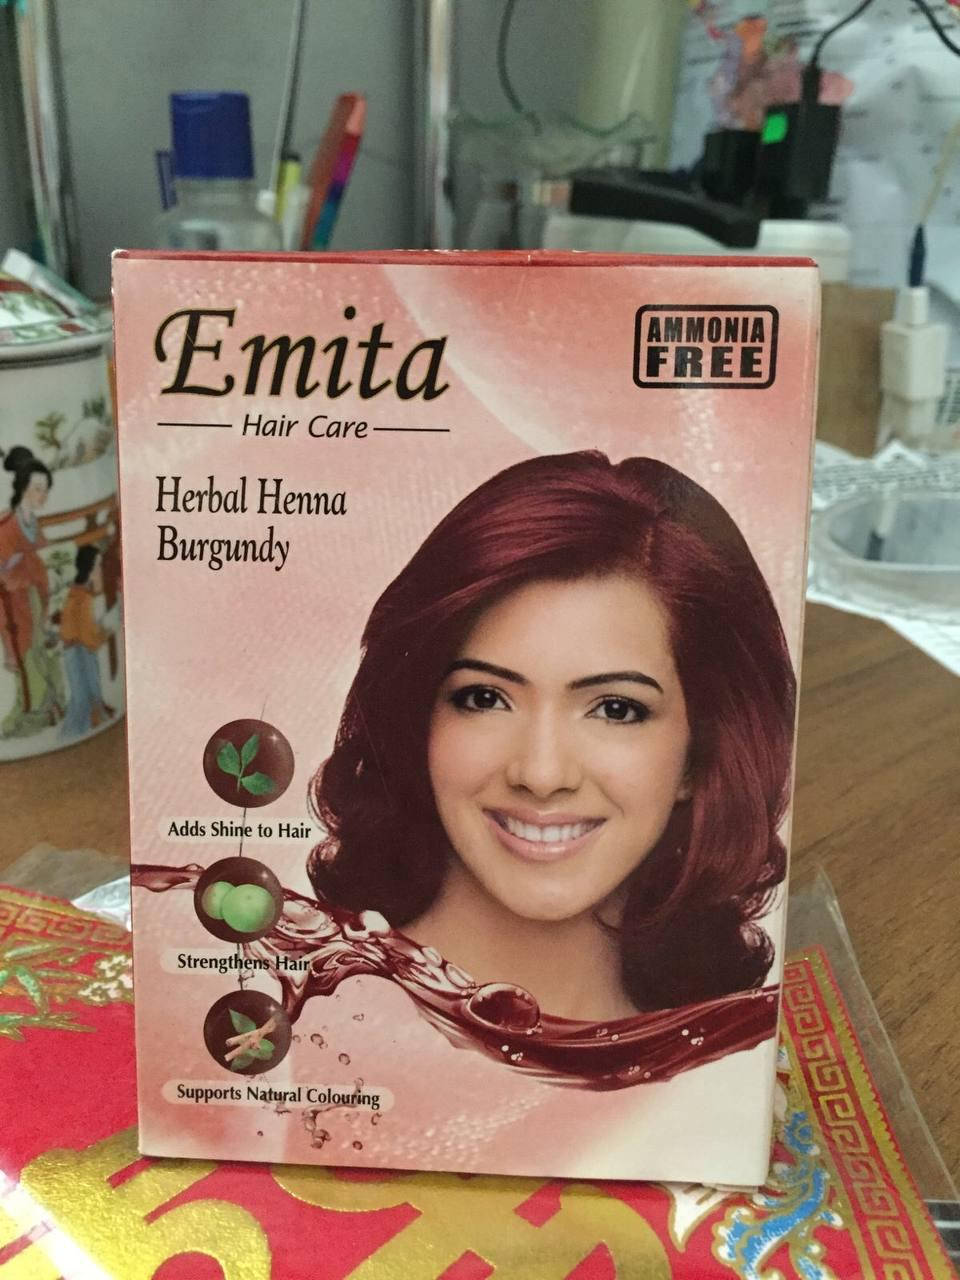 Emita
Hair Care
AMMONIA
FREE
Herbal Henna
Burgundy
Adds Shine to Hair
Strengthens Hair
Supports Natural Colouring